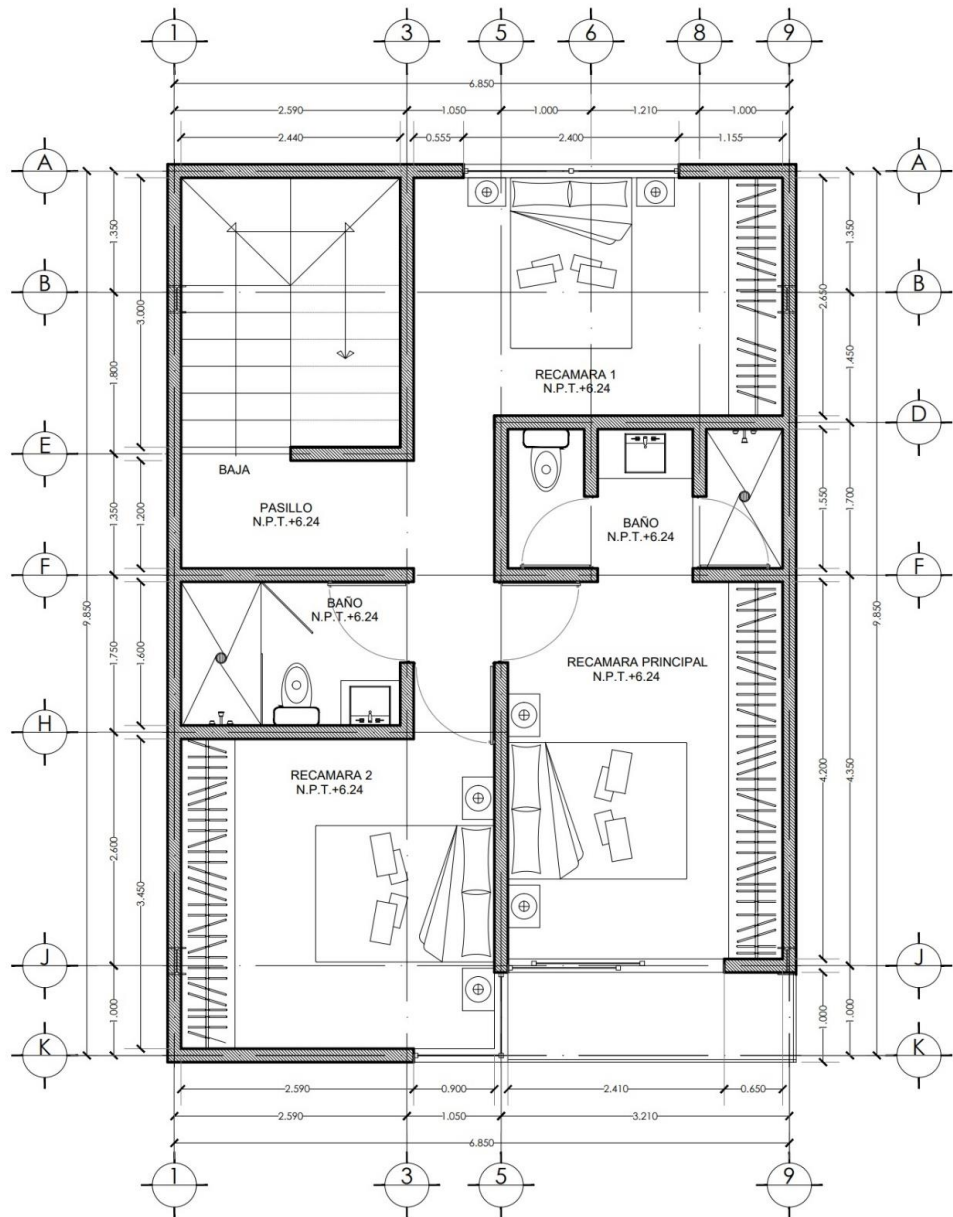 1 3 5 6 8 9
6.850
2.590 1.050 1.000 1.210 1.000
2.440 0.555 2.400 1.155
A A
1.350 1.350
B B
3.000 2.650
1.800 1.450
RECAMARA 1
N.P.T.+6.24
D
E
BAJA
PASILLO
N.P.T.+6.24
BAÑO
N.P.T.+6.24
1.350 1.200 1.550 1.700
F F
9.850 9.850
BAÑO
N.P.T.+6.24
1.750 1.600
RECAMARA PRINCIPAL
N.P.T.+6.24
H
RECAMARA 2
N.P.T.+6.24
4.200 4.350
2.600 3.450
J J
1.000 1.000 1.000
K K
2.590 0.900 2.410 0.650
2.590 1.050 3.210
6.850
1 3 5 9